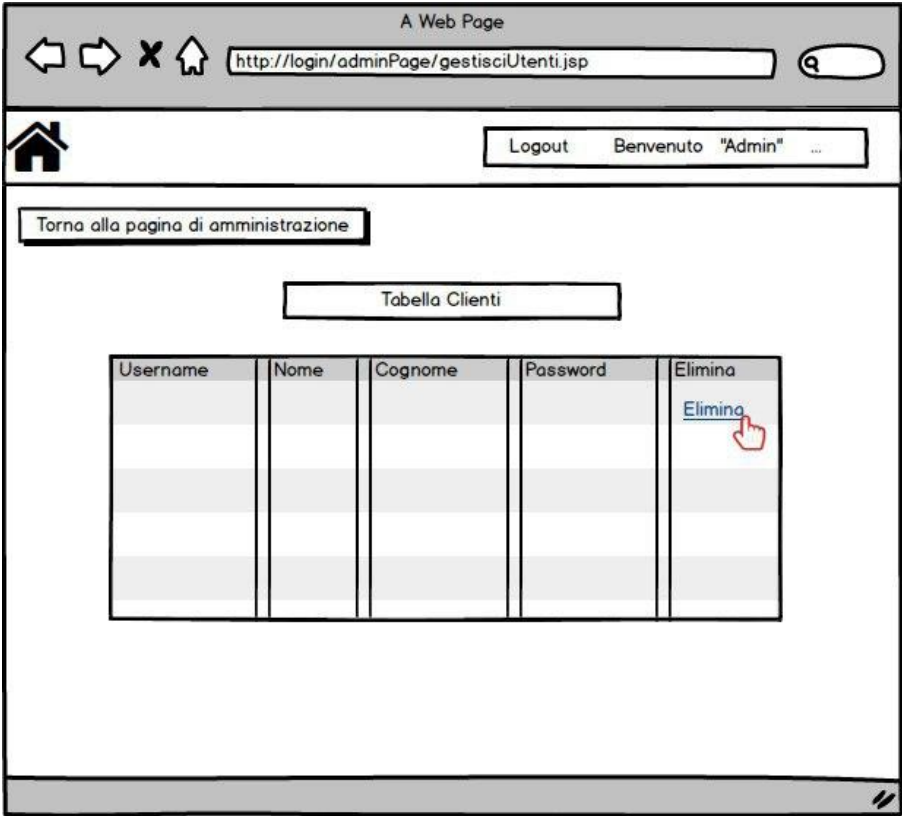 A Web Page
http://login/adminPage/gestisciUtenti.jsp
Logout Benvenuto "Admin" ...
Torna alla pagina di amministrazione
Tabella Clienti
Username Nome Cognome Password Elimina
Elimina